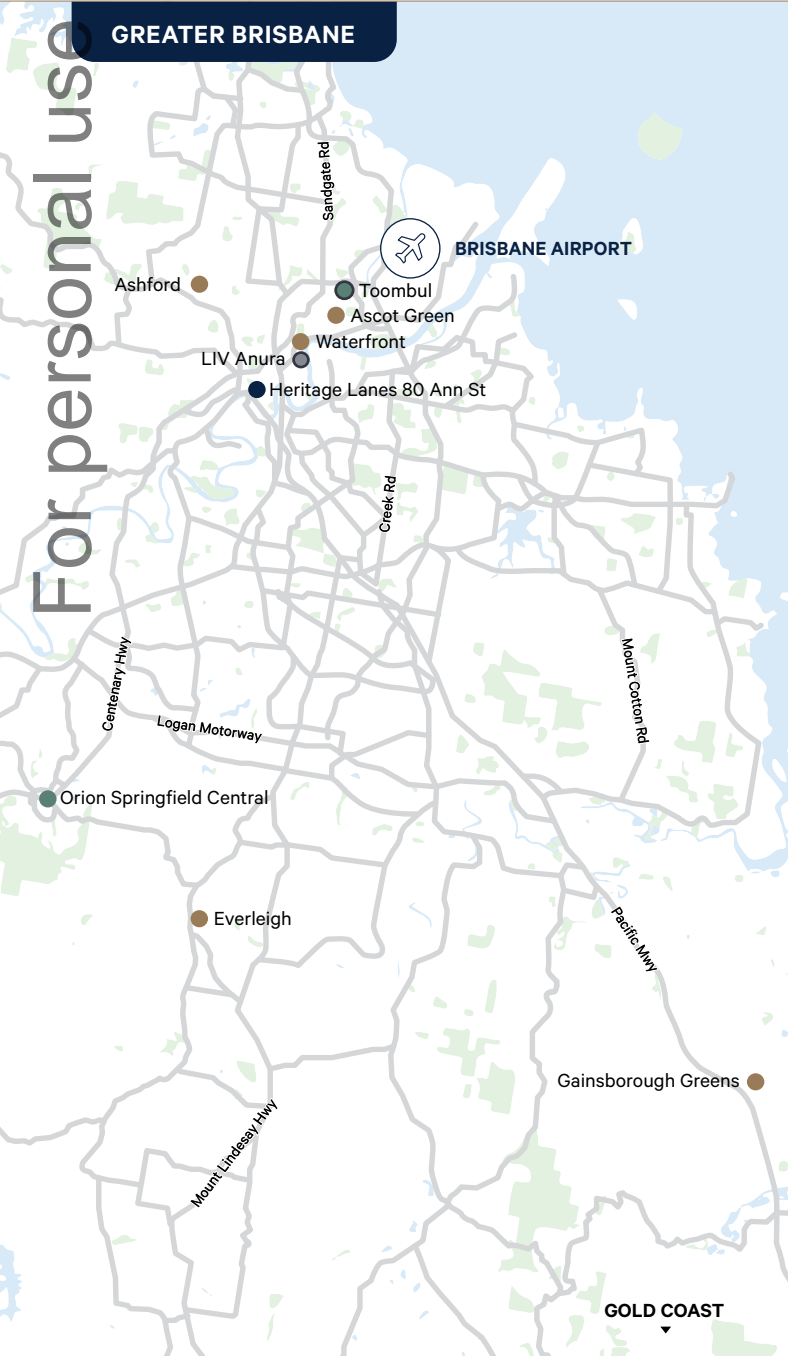 GREATER BRISBANE
For personal use
Sandgate Rd
BRISBANE AIRPORT
Ashford
Toombul
Ascot Green
Waterfront
LIV Anura
Heritage Lanes 80 Ann St
Creek Rd
Centenary Hwy
Mount Cotton Rd
Logan Motorway
Orion Springfield Central
Everleigh
Pacific Mwy
Gainsborough Greens
Mount Lindesay Hwy
GOLD COAST